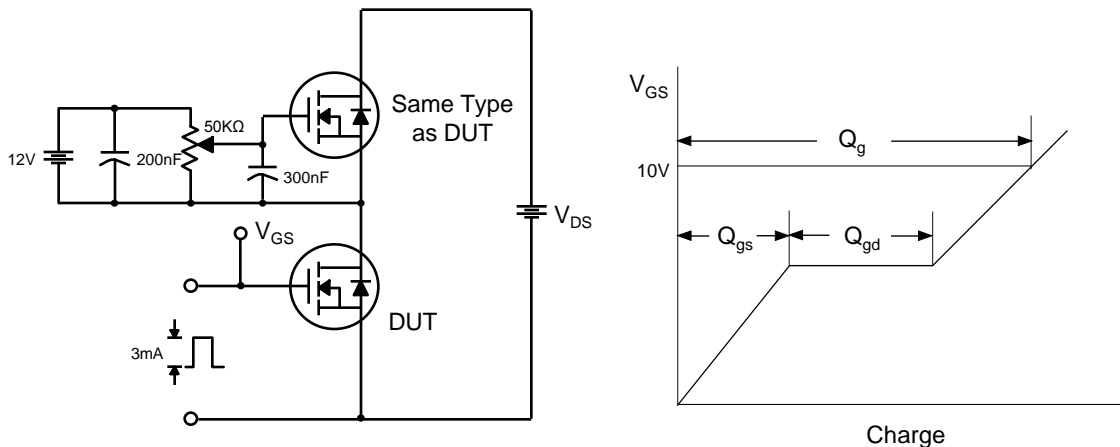 Same Type
as DUT
50KΩ
12V
200nF
300nF
V_GS
V_DS
DUT
3mA
V_GS
Q_g
10V
Q_gs
Q_gd
Charge